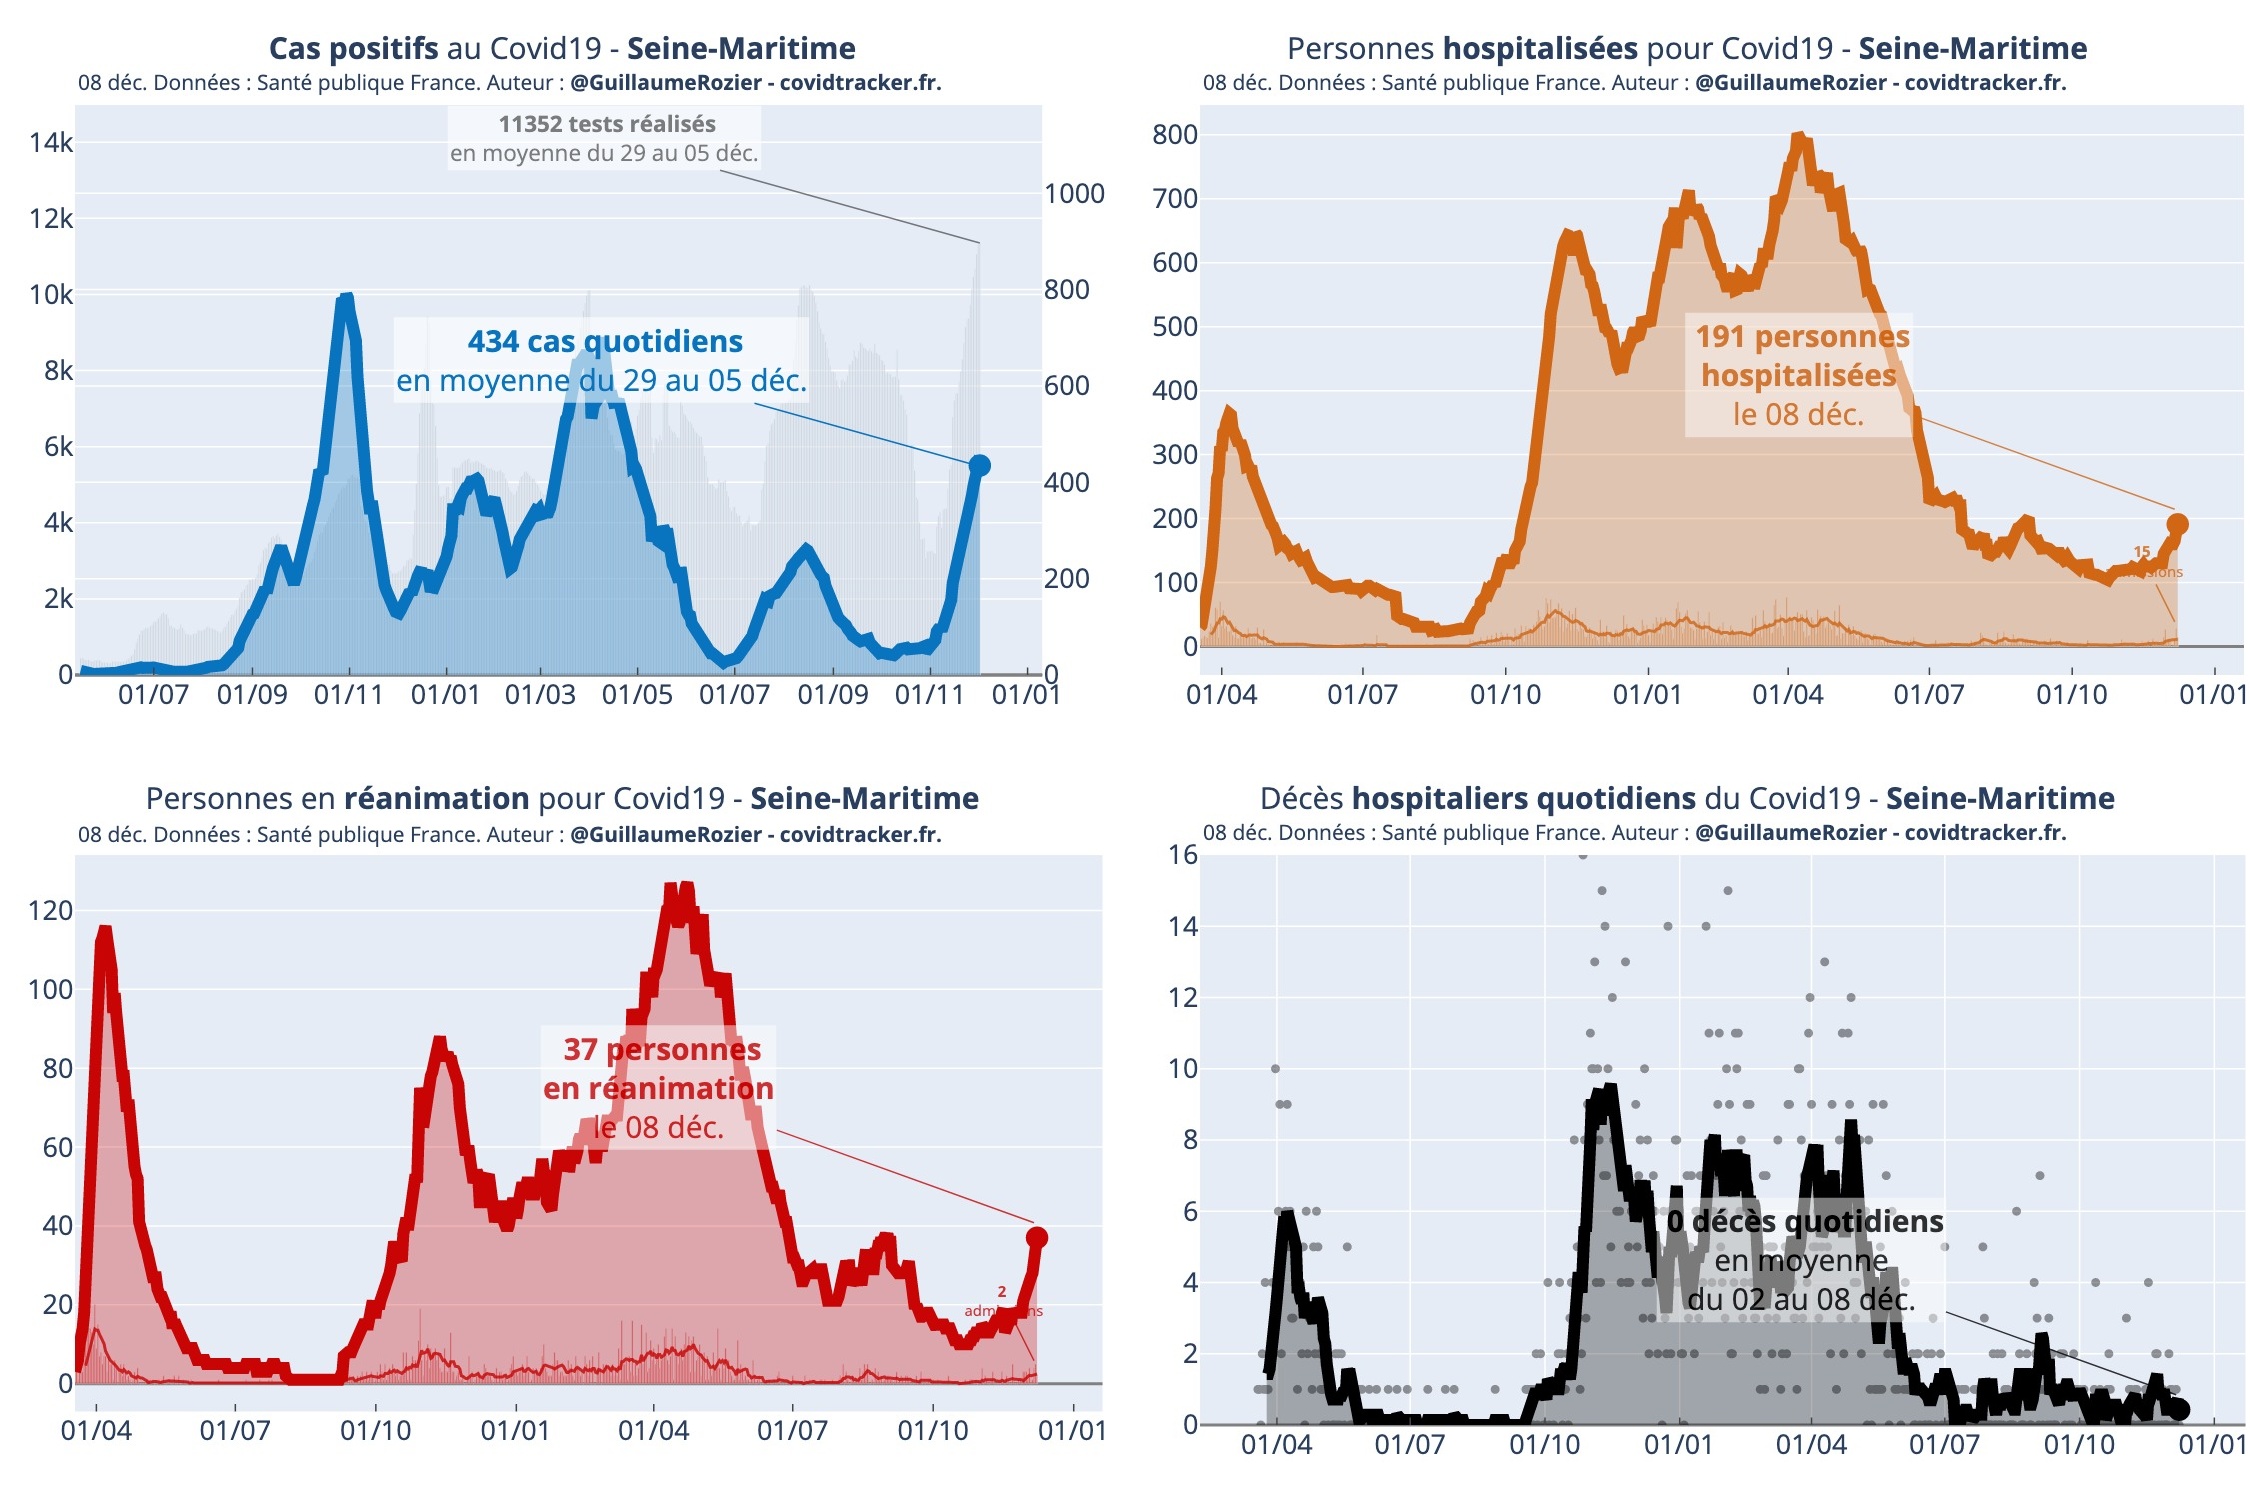 Cas positifs au Covid19 - Seine-Maritime
08 déc. Données : Santé publique France. Auteur : @GuillaumeRozier - covidtracker.fr.
11352 tests réalisés
en moyenne du 29 au 05 déc.
434 cas quotidiens
en moyenne du 29 au 05 déc.
14k
12k
10k
8k
6k
4k
2k
0
1000
800
600
400
200
0
01/07 01/09 01/11 01/01 01/03 01/05 01/07 01/09 01/11 01/01
Personnes hospitalisées pour Covid19 - Seine-Maritime
08 déc. Données : Santé publique France. Auteur : @GuillaumeRozier - covidtracker.fr.
800
700
600
500
400
300
200
100
0
191 personnes
hospitalisées
le 08 déc.
15
01/04 01/07 01/10 01/01 01/04 01/07 01/10 01/01
Personnes en réanimation pour Covid19 - Seine-Maritime
08 déc. Données : Santé publique France. Auteur : @GuillaumeRozier - covidtracker.fr.
120
100
80
60
40
20
0
37 personnes
en réanimation
le 08 déc.
2
admissions
01/04 01/07 01/10 01/01 01/04 01/07 01/10 01/01
Décès hospitaliers quotidiens du Covid19 - Seine-Maritime
08 déc. Données : Santé publique France. Auteur : @GuillaumeRozier - covidtracker.fr.
16
14
12
10
8
6
4
2
0
0 décès quotidiens
en moyenne
du 02 au 08 déc.
01/04 01/07 01/10 01/01 01/04 01/07 01/10 01/01